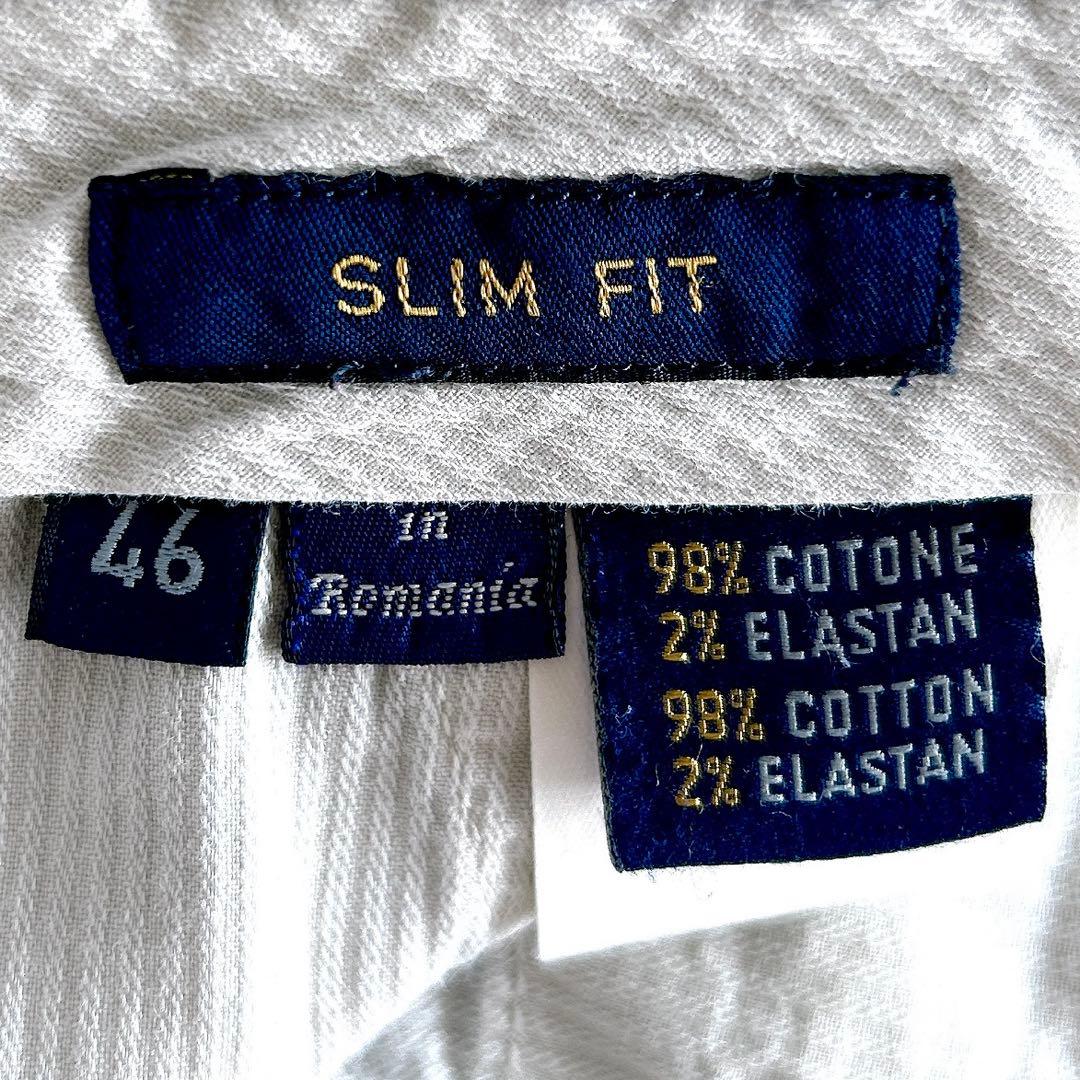 SLIM FIT
46
in
Romania
98% COTONE
2% ELASTAN
98% COTTON
2% ELASTAN